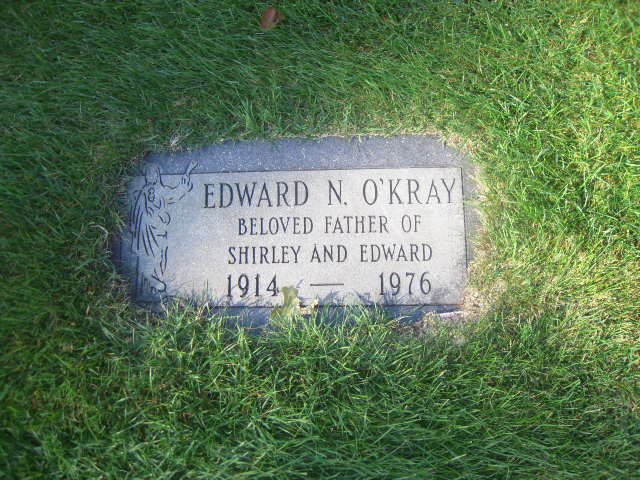 EDWARD N. O'KRAY
BELOVED FATHER OF
SHIRLEY AND EDWARD
1914 — 1976